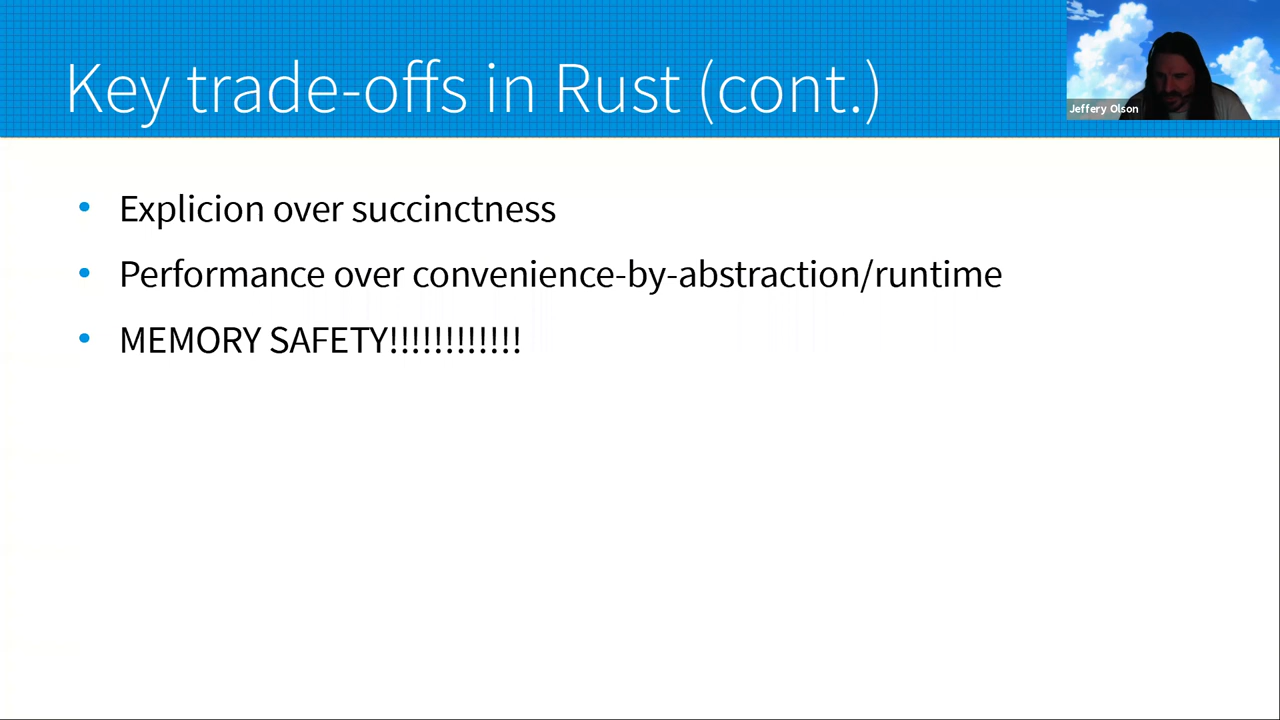 Key trade-offs in Rust (cont.)
Jeffery Olson
• Explicion over succinctness
• Performance over convenience-by-abstraction/runtime
• MEMORY SAFETY!!!!!!!!!!!!